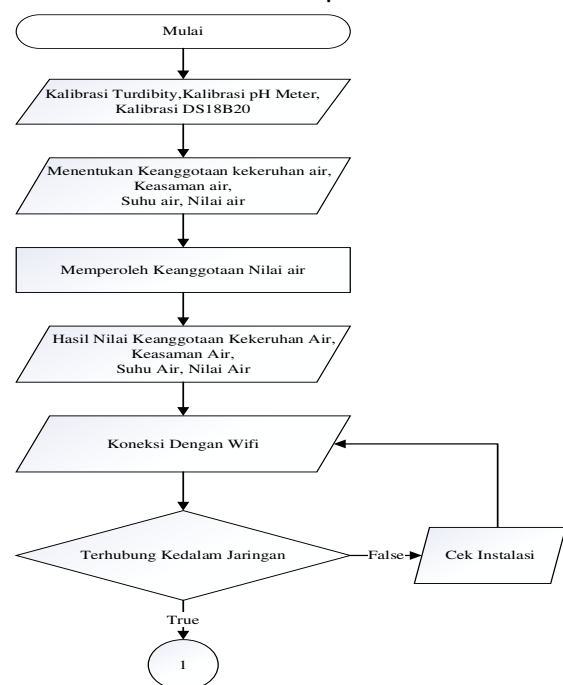 Mulai
Kalibrasi Turdibity,Kalibrasi pH Meter,
Kalibrasi DS18B20
Menentukan Keanggotaan kekeruhan air,
Keasaman air,
Suhu air, Nilai air
Memperoleh Keanggotaan Nilai air
Hasil Nilai Keanggotaan Kekeruhan Air,
Keasaman Air,
Suhu Air, Nilai Air
Koneksi Dengan Wifi
Terhubung Kedalam Jaringan
False
Cek Instalasi
True
1